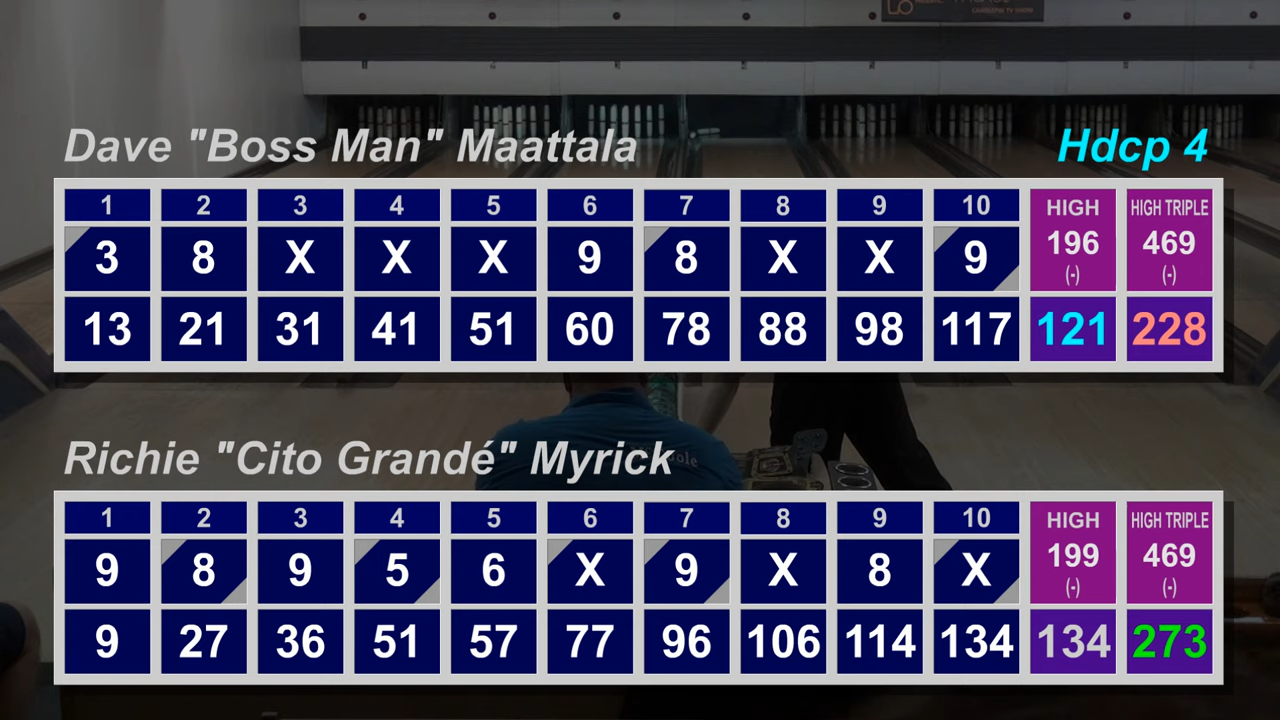 Dave "Boss Man" Maattala Hdcp 4
1 2 3 4 5 6 7 8 9 10 HIGH HIGH TRIPLE
3 8 X X X 9 8 X X 9 196 469
(-) (-)
13 21 31 41 51 60 78 88 98 117 121 228
Richie "Cito Grandé" Myrick
1 2 3 4 5 6 7 8 9 10 HIGH HIGH TRIPLE
9 8 9 5 6 X 9 X 8 X 199 469
(-) (-)
9 27 36 51 57 77 96 106 114 134 134 273